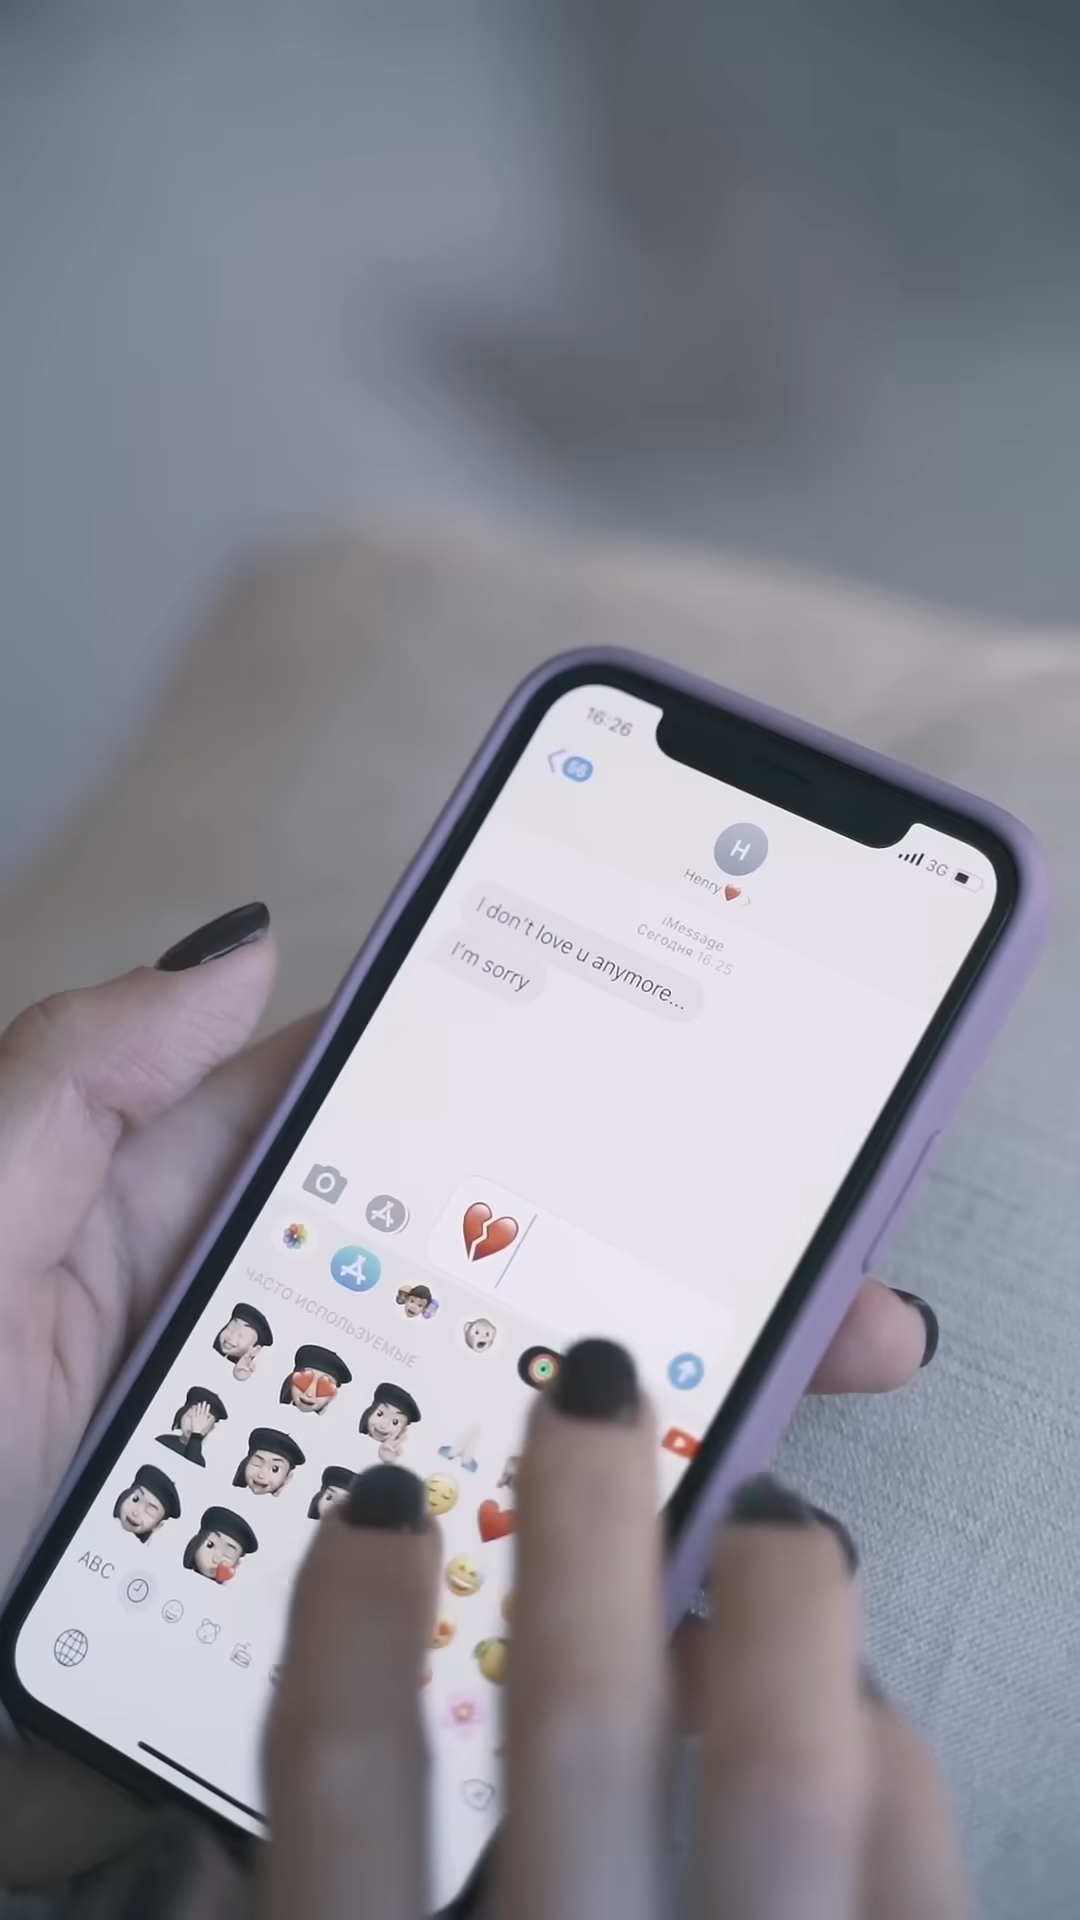 16:26
56
3G
H
Henry❤️ >
iMessage
Сегодня 16:25
I don't love u anymore...
I'm sorry
💔
ЧАСТО ИСПОЛЬЗУЕМЫЕ
ABC